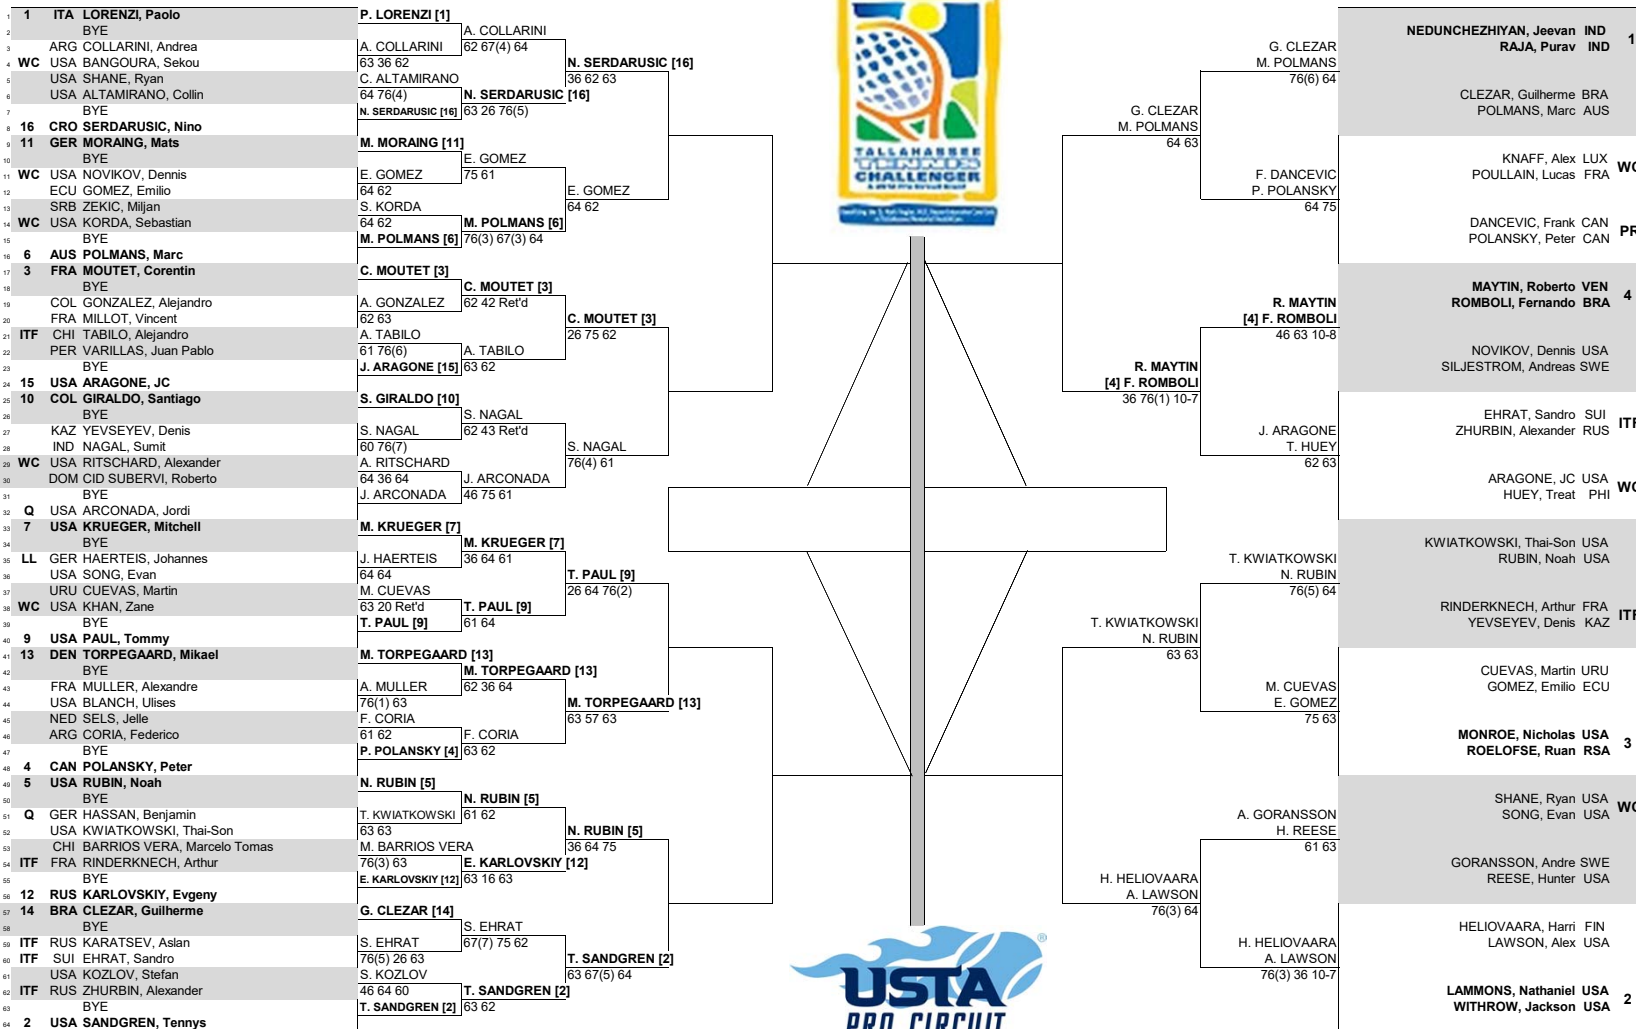 1 1 ITA LORENZI, Paolo
2 BYE
3 ARG COLLARINI, Andrea
4 WC USA BANGOURA, Sekou
5 USA SHANE, Ryan
6 USA ALTAMIRANO, Collin
7 BYE
8 16 CRO SERDARUSIC, Nino
9 11 GER MORAING, Mats
10 BYE
11 WC USA NOVIKOV, Dennis
12 ECU GOMEZ, Emilio
13 SRB ZEKIC, Miljan
14 WC USA KORDA, Sebastian
15 BYE
16 6 AUS POLMANS, Marc
17 3 FRA MOUTET, Corentin
18 BYE
19 COL GONZALEZ, Alejandro
20 FRA MILLOT, Vincent
21 ITF CHI TABILO, Alejandro
22 PER VARILLAS, Juan Pablo
23 BYE
24 15 USA ARAGONE, JC
25 10 COL GIRALDO, Santiago
26 BYE
27 KAZ YEVSEYEV, Denis
28 IND NAGAL, Sumit
29 WC USA RITSCHARD, Alexander
30 DOM CID SUBERVI, Roberto
31 BYE
32 Q USA ARCONADA, Jordi
33 7 USA KRUEGER, Mitchell
34 BYE
35 LL GER HAERTEIS, Johannes
36 USA SONG, Evan
37 URU CUEVAS, Martin
38 WC USA KHAN, Zane
39 BYE
40 9 USA PAUL, Tommy
41 13 DEN TORPEGAARD, Mikael
42 BYE
43 FRA MULLER, Alexandre
44 USA BLANCH, Ulises
45 NED SELS, Jelle
46 ARG CORIA, Federico
47 BYE
48 4 CAN POLANSKY, Peter
49 5 USA RUBIN, Noah
50 BYE
51 Q GER HASSAN, Benjamin
52 USA KWIATKOWSKI, Thai-Son
53 CHI BARRIOS VERA, Marcelo Tomas
54 ITF FRA RINDERKNECH, Arthur
55 BYE
56 12 RUS KARLOVSKIY, Evgeny
57 14 BRA CLEZAR, Guilherme
58 BYE
59 ITF RUS KARATSEV, Aslan
60 ITF SUI EHRAT, Sandro
61 USA KOZLOV, Stefan
62 ITF RUS ZHURBIN, Alexander
63 BYE
64 2 USA SANDGREN, Tennys
P. LORENZI [1]
A. COLLARINI
63 36 62
C. ALTAMIRANO
64 76(4)
N. SERDARUSIC [16]
M. MORAING [11]
E. GOMEZ
64 62
S. KORDA
64 62
M. POLMANS [6]
C. MOUTET [3]
A. GONZALEZ
62 63
A. TABILO
61 76(6)
J. ARAGONE [15]
S. GIRALDO [10]
S. NAGAL
60 76(7)
A. RITSCHARD
64 36 64
J. ARCONADA
M. KRUEGER [7]
J. HAERTEIS
64 64
M. CUEVAS
63 20 Ret'd
T. PAUL [9]
M. TORPEGAARD [13]
A. MULLER
76(1) 63
F. CORIA
61 62
P. POLANSKY [4]
N. RUBIN [5]
T. KWIATKOWSKI
63 63
M. BARRIOS VERA
76(3) 63
E. KARLOVSKIY [12]
G. CLEZAR [14]
S. EHRAT
76(5) 26 63
S. KOZLOV
46 64 60
T. SANDGREN [2]
A. COLLARINI
62 67(4) 64
N. SERDARUSIC [16]
63 26 76(5)
E. GOMEZ
75 61
M. POLMANS [6]
76(3) 67(3) 64
C. MOUTET [3]
62 42 Ret'd
A. TABILO
63 62
S. NAGAL
62 43 Ret'd
J. ARCONADA
46 75 61
M. KRUEGER [7]
36 64 61
T. PAUL [9]
61 64
M. TORPEGAARD [13]
62 36 64
F. CORIA
63 62
N. RUBIN [5]
61 62
E. KARLOVSKIY [12]
63 16 63
S. EHRAT
67(7) 75 62
T. SANDGREN [2]
63 62
N. SERDARUSIC [16]
36 62 63
E. GOMEZ
64 62
C. MOUTET [3]
26 75 62
S. NAGAL
76(4) 61
T. PAUL [9]
26 64 76(2)
M. TORPEGAARD [13]
63 57 63
N. RUBIN [5]
36 64 75
T. SANDGREN [2]
63 67(5) 64
TALLAHASSEE
TENNIS
CHALLENGER
USTA
PRO CIRCUIT
G. CLEZAR
M. POLMANS
64 63
R. MAYTIN
[4] F. ROMBOLI
36 76(1) 10-7
T. KWIATKOWSKI
N. RUBIN
63 63
H. HELIOVAARA
A. LAWSON
76(3) 64
G. CLEZAR
M. POLMANS
76(6) 64
F. DANCEVIC
P. POLANSKY
64 75
R. MAYTIN
[4] F. ROMBOLI
46 63 10-8
J. ARAGONE
T. HUEY
62 63
T. KWIATKOWSKI
N. RUBIN
76(5) 64
M. CUEVAS
E. GOMEZ
75 63
A. GORANSSON
H. REESE
61 63
H. HELIOVAARA
A. LAWSON
76(3) 36 10-7
NEDUNCHEZHIYAN, Jeevan IND 1
RAJA, Purav IND
CLEZAR, Guilherme BRA
POLMANS, Marc AUS
KNAFF, Alex LUX WC
POULLAIN, Lucas FRA
DANCEVIC, Frank CAN PR
POLANSKY, Peter CAN
MAYTIN, Roberto VEN 4
ROMBOLI, Fernando BRA
NOVIKOV, Dennis USA
SILJESTROM, Andreas SWE
EHRAT, Sandro SUI ITF
ZHURBIN, Alexander RUS
ARAGONE, JC USA WC
HUEY, Treat PHI
KWIATKOWSKI, Thai-Son USA
RUBIN, Noah USA
RINDERKNECH, Arthur FRA ITF
YEVSEYEV, Denis KAZ
CUEVAS, Martin URU
GOMEZ, Emilio ECU
MONROE, Nicholas USA 3
ROELOFSE, Ruan RSA
SHANE, Ryan USA WC
SONG, Evan USA
GORANSSON, Andre SWE
REESE, Hunter USA
HELIOVAARA, Harri FIN
LAWSON, Alex USA
LAMMONS, Nathaniel USA 2
WITHROW, Jackson USA